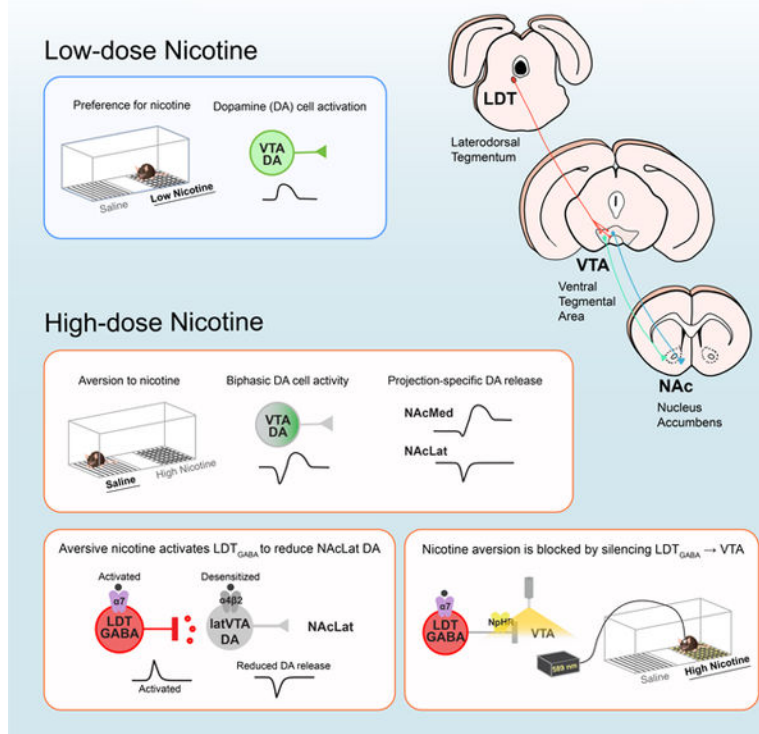 Low-dose Nicotine
Preference for nicotine
Dopamine (DA) cell activation
VTA
DA
Saline
Low Nicotine
LDT
Laterodorsal
Tegmentum
VTA
Ventral
Tegmental
Area
NAc
Nucleus
Accumbens
High-dose Nicotine
Aversion to nicotine
Biphasic DA cell activity
Projection-specific DA release
VTA
DA
NAcMed
NAcLat
Saline
High Nicotine
Aversive nicotine activates LDT_GABA to reduce NAcLat DA
Activated
Desensitized
α7
α4β2
LDT
GABA
latVTA
DA
NAcLat
Activated
Reduced DA release
Nicotine aversion is blocked by silencing LDT_GABA → VTA
α7
LDT
GABA
NpHR
VTA
589 nm
Saline
High Nicotine